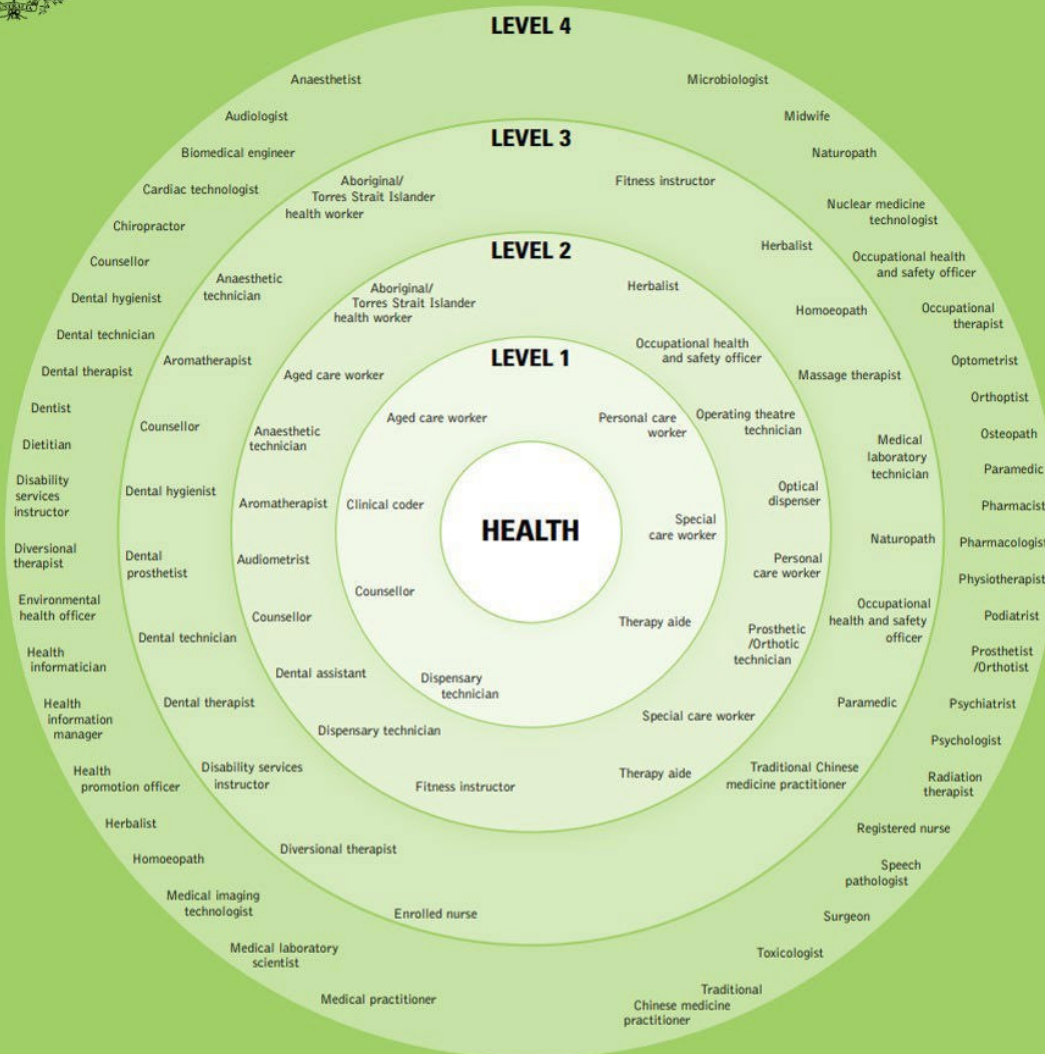 LEVEL 4
Anaesthetist
Audiologist
Biomedical engineer
Cardiac technologist
Chiropractor
Counsellor
Dental hygienist
Dental technician
Dental therapist
Dentist
Dietitian
Disability
services
instructor
Diversional
therapist
Environmental
health officer
Health
informatician
Health
information
manager
Health
promotion officer
Herbalist
Homoeopath
Medical imaging
technologist
Medical laboratory
scientist
Medical practitioner
Microbiologist
Midwife
Naturopath
Nuclear medicine
technologist
Occupational health
and safety officer
Occupational
therapist
Optometrist
Orthoptist
Osteopath
Paramedic
Pharmacist
Pharmacologist
Physiotherapist
Podiatrist
Prosthetist
/Orthotist
Psychiatrist
Psychologist
Radiation
therapist
Registered nurse
Speech
pathologist
Surgeon
Toxicologist
Traditional
Chinese medicine
practitioner
LEVEL 3
Aboriginal/
Torres Strait Islander
health worker
Anaesthetic
technician
Aromatherapist
Counsellor
Dental hygienist
Dental
prosthetist
Dental technician
Dental therapist
Disability services
instructor
Diversional therapist
Enrolled nurse
Fitness instructor
Herbalist
Homoeopath
Massage therapist
Medical
laboratory
technician
Naturopath
Occupational
health and safety
officer
Paramedic
Traditional Chinese
medicine practitioner
LEVEL 2
Aboriginal/
Torres Strait Islander
health worker
Aged care worker
Anaesthetic
technician
Aromatherapist
Audiometrist
Counsellor
Dental assistant
Dispensary technician
Fitness instructor
Herbalist
Occupational health
and safety officer
Operating theatre
technician
Optical
dispenser
Personal
care worker
Prosthetic
/Orthotic
technician
Special care worker
Therapy aide
LEVEL 1
Aged care worker
Clinical coder
Counsellor
Dispensary
technician
Personal care
worker
Special
care worker
Therapy aide
HEALTH